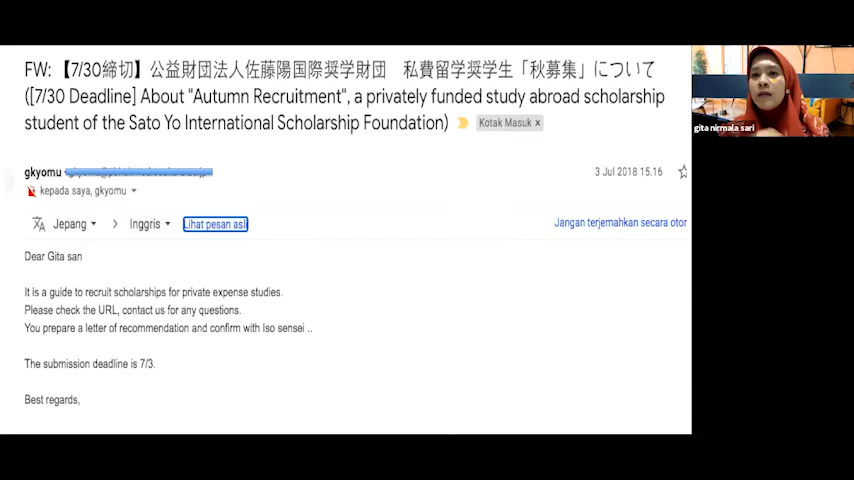 FW: 【7/30締切】公益財団法人佐藤陽国際奨学財団　私費留学奨学生「秋募集」について
([7/30 Deadline] About "Autumn Recruitment", a privately funded study abroad scholarship
student of the Sato Yo International Scholarship Foundation) Kotak Masuk ×
gkyomu
3 Jul 2018 15.16
kepada saya, gkyomu
Jepang > Inggris Lihat pesan asli
Jangan terjemahkan secara otor
Dear Gita san
It is a guide to recruit scholarships for private expense studies.
Please check the URL, contact us for any questions.
You prepare a letter of recommendation and confirm with Iso sensei ..
The submission deadline is 7/3.
Best regards,
gita nirmala sari